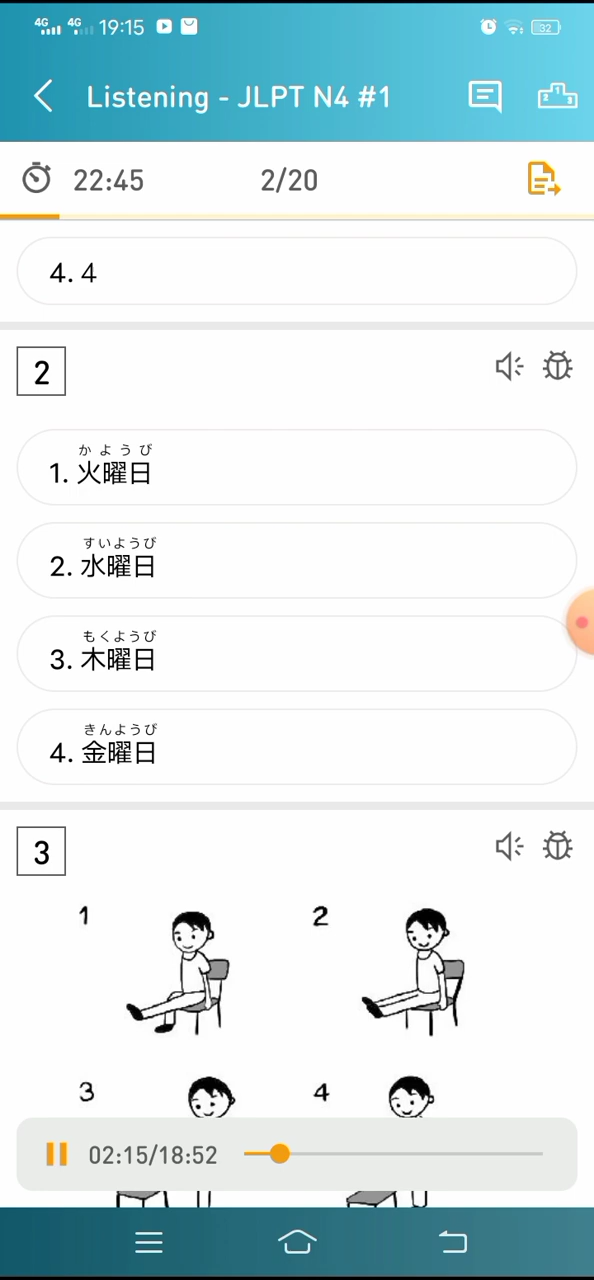 4G 4G 19:15 32
Listening - JLPT N4 #1
22:45 2/20
4. 4
2
かようび
1. 火曜日
すいようび
2. 水曜日
もくようび
3. 木曜日
きんようび
4. 金曜日
3
1 2
3 4
02:15/18:52